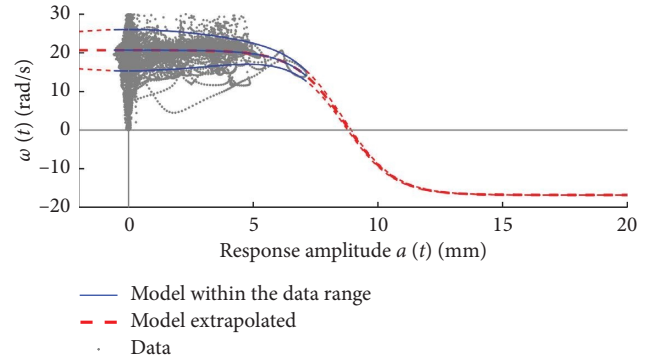 30
20
10
0
−10
−20
ω (t) (rad/s)
0
5
10
15
20
Response amplitude a (t) (mm)
Model within the data range
Model extrapolated
Data